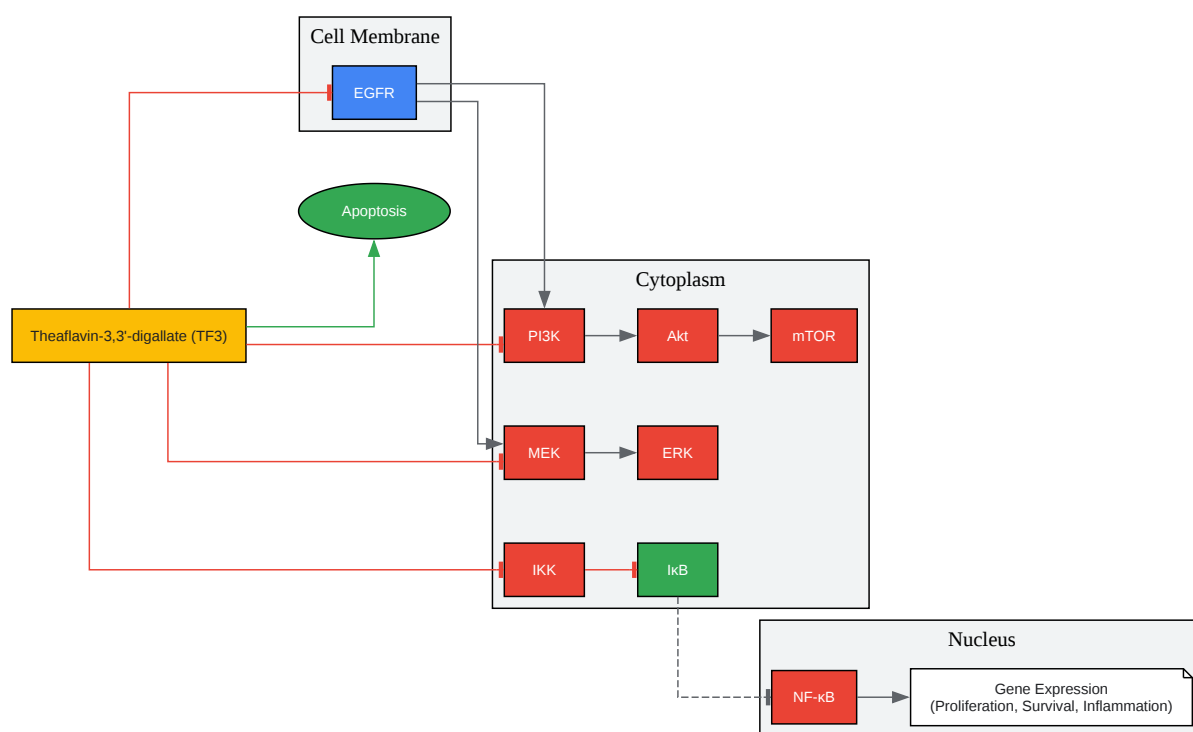 Cell Membrane
EGFR
Apoptosis
Cytoplasm
Theaflavin-3,3'-digallate (TF3)
PI3K
Akt
mTOR
MEK
ERK
IKK
IκB
Nucleus
NF-κB
Gene Expression
(Proliferation, Survival, Inflammation)